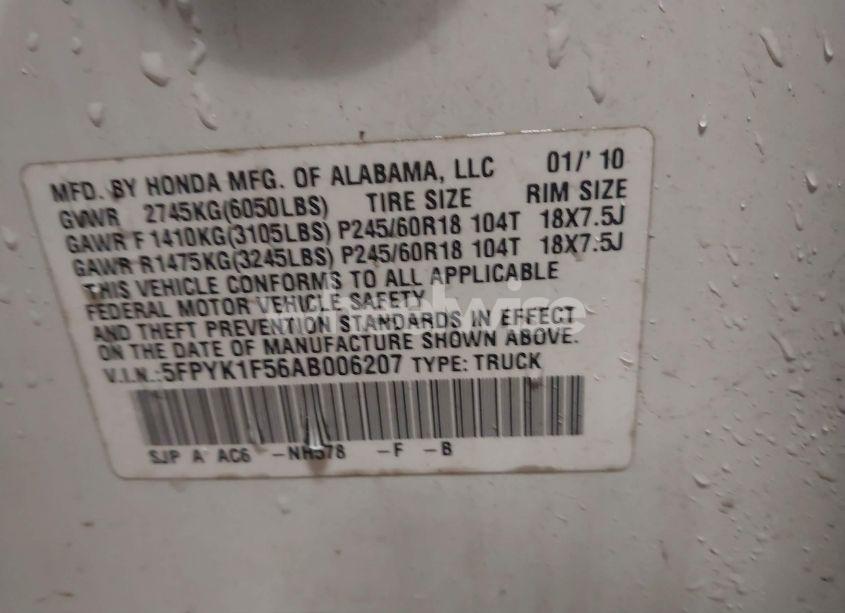 MFD. BY HONDA MFG. OF ALABAMA, LLC 01/' 10
GVWR 2745KG(6050LBS) TIRE SIZE RIM SIZE
GAWR F1410KG(3105LBS) P245/60R18 104T 18X7.5J
GAWR R1475KG(3245LBS) P245/60R18 104T 18X7.5J
THIS VEHICLE CONFORMS TO ALL APPLICABLE
FEDERAL MOTOR VEHICLE SAFETY
AND THEFT PREVENTION STANDARDS IN EFFECT
ON THE DATE OF MANUFACTURE SHOWN ABOVE.
V.I.N.:5FPYK1F56AB006207 TYPE: TRUCK
SJP A AC6 -NH578 -F -B